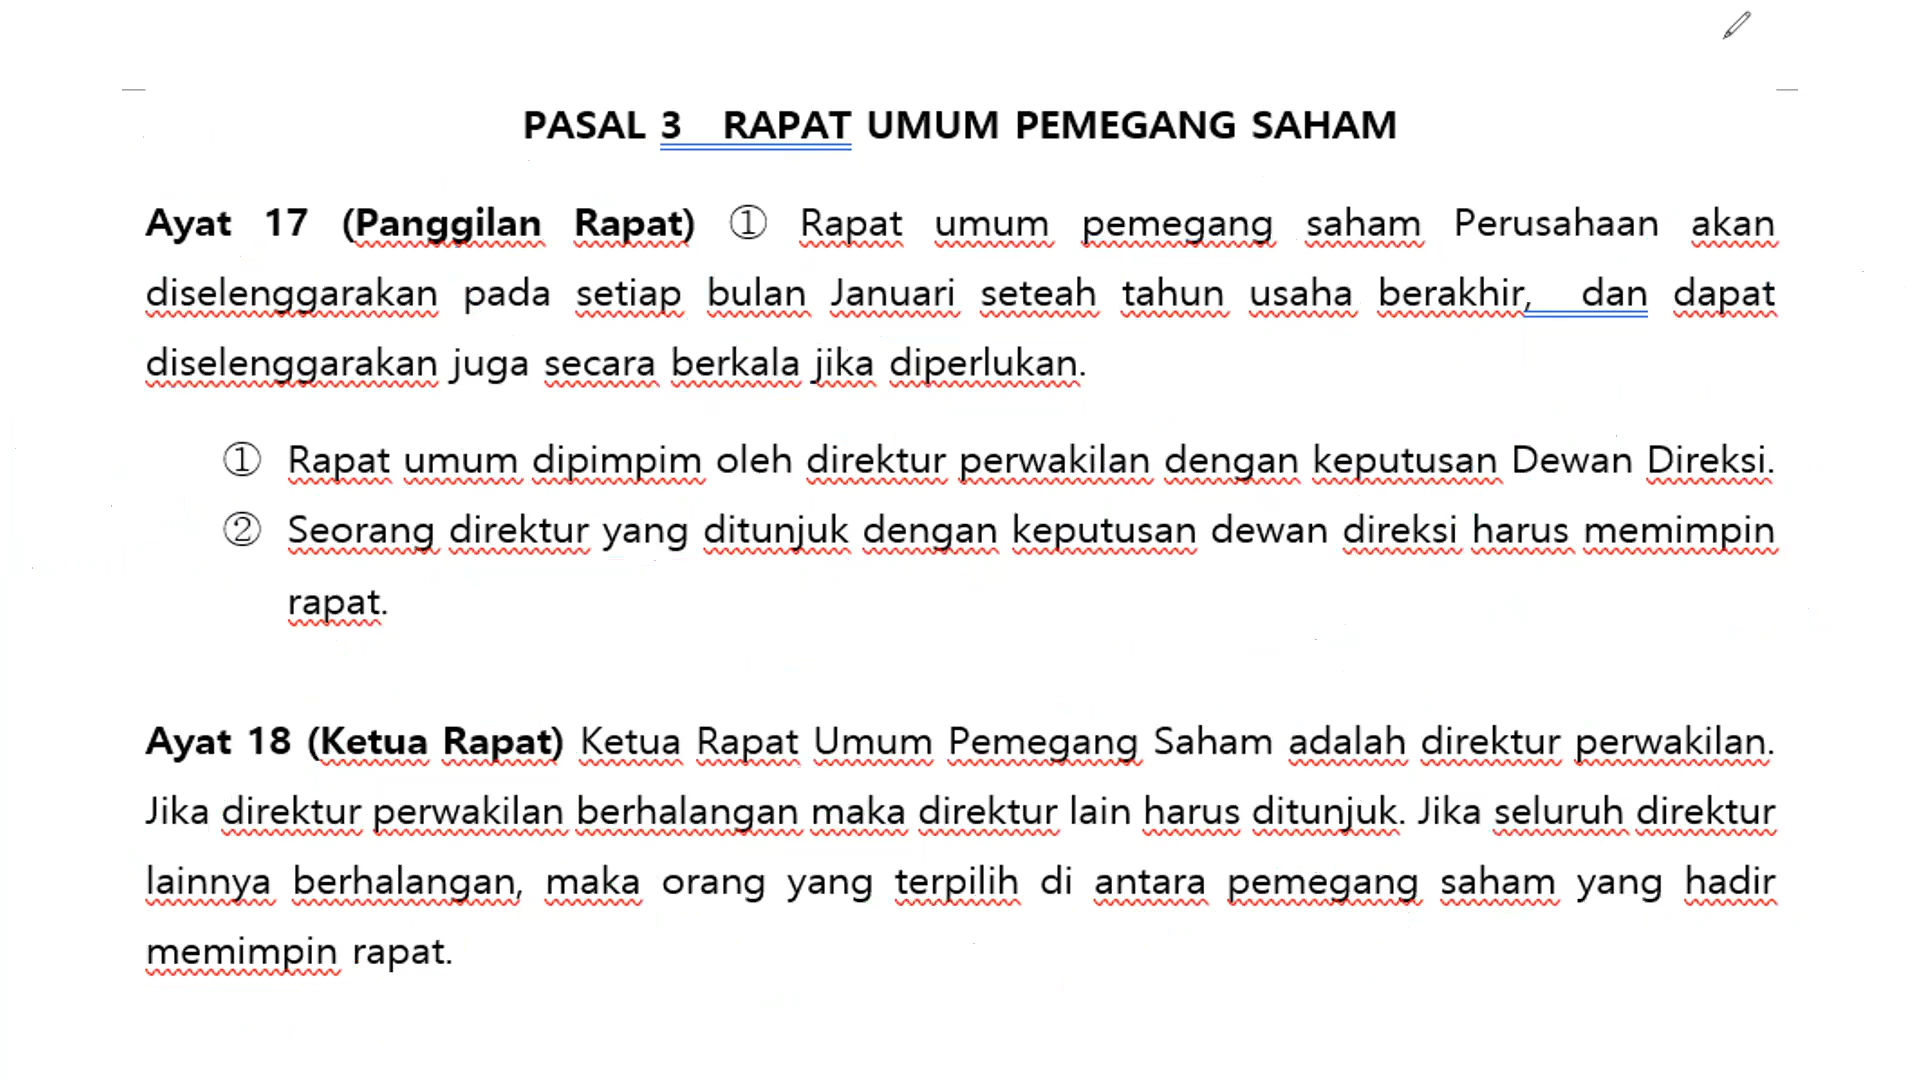 PASAL 3 RAPAT UMUM PEMEGANG SAHAM
Ayat 17 (Panggilan Rapat) ① Rapat umum pemegang saham Perusahaan akan
diselenggarakan pada setiap bulan Januari seteah tahun usaha berakhir, dan dapat
diselenggarakan juga secara berkala jika diperlukan.
① Rapat umum dipimpim oleh direktur perwakilan dengan keputusan Dewan Direksi.
② Seorang direktur yang ditunjuk dengan keputusan dewan direksi harus memimpin
rapat.
Ayat 18 (Ketua Rapat) Ketua Rapat Umum Pemegang Saham adalah direktur perwakilan.
Jika direktur perwakilan berhalangan maka direktur lain harus ditunjuk. Jika seluruh direktur
lainnya berhalangan, maka orang yang terpilih di antara pemegang saham yang hadir
memimpin rapat.